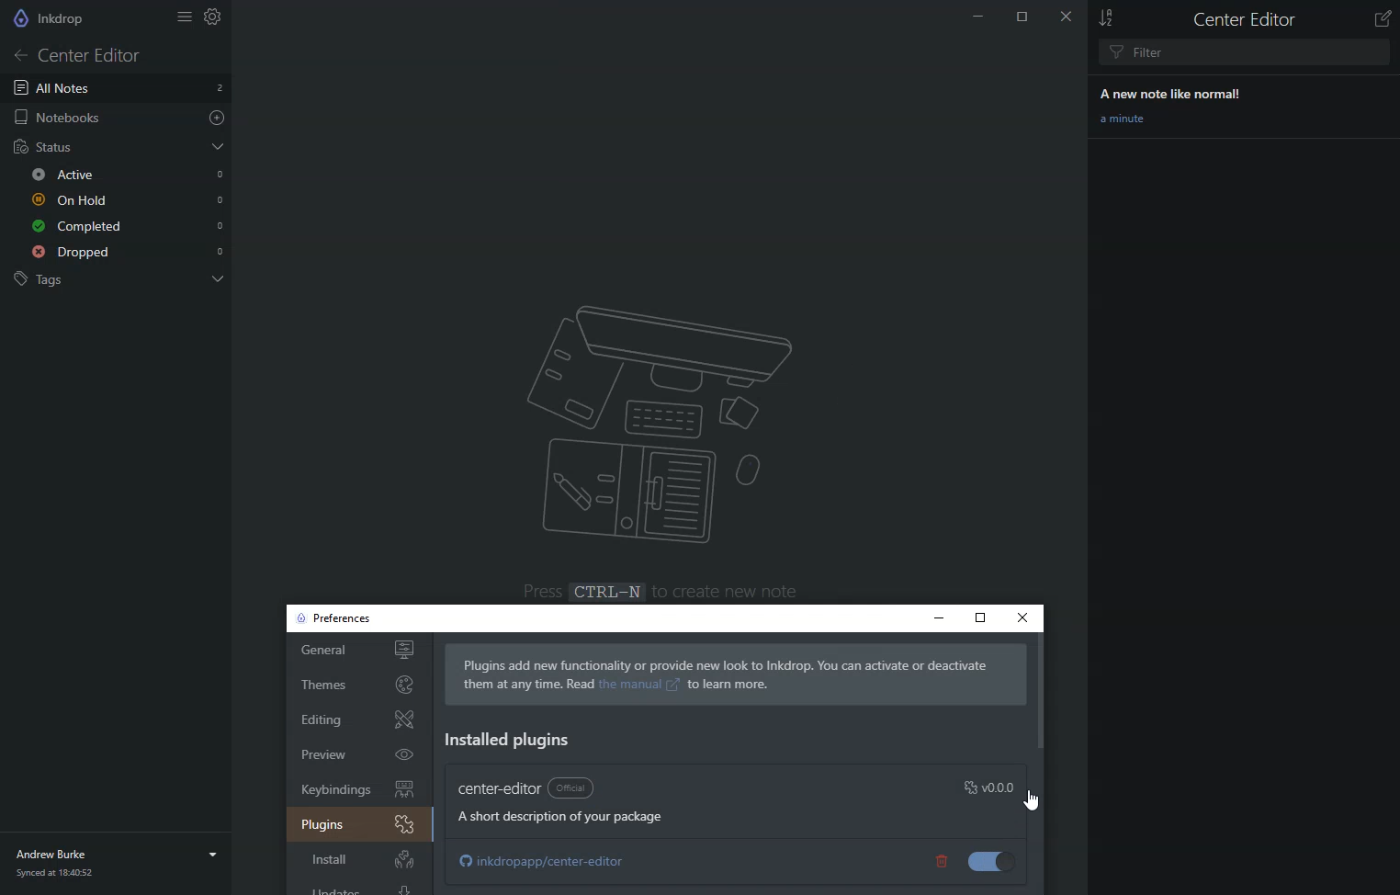 Inkdrop
Center Editor
All Notes 2
Notebooks
Status
Active 0
On Hold 0
Completed 0
Dropped 0
Tags
Andrew Burke
Synced at 18:40:52
Press CTRL-N to create new note
Center Editor
Filter
A new note like normal!
a minute
Preferences
General
Themes
Editing
Preview
Keybindings
Plugins
Install
Updates
Plugins add new functionality or provide new look to Inkdrop. You can activate or deactivate
them at any time. Read the manual to learn more.
Installed plugins
center-editor Official v0.0.0
A short description of your package
inkdropapp/center-editor